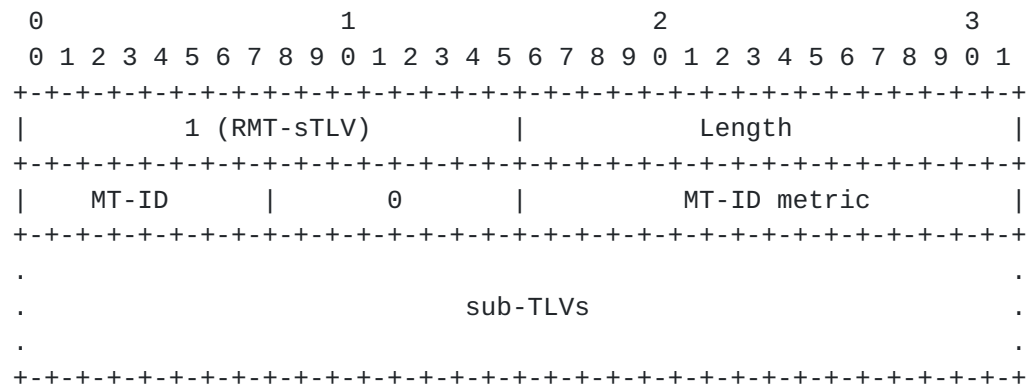 0                   1                   2                   3
 0 1 2 3 4 5 6 7 8 9 0 1 2 3 4 5 6 7 8 9 0 1 2 3 4 5 6 7 8 9 0 1
+-+-+-+-+-+-+-+-+-+-+-+-+-+-+-+-+-+-+-+-+-+-+-+-+-+-+-+-+-+-+-+-+
|          1 (RMT-sTLV)         |           Length              |
+-+-+-+-+-+-+-+-+-+-+-+-+-+-+-+-+-+-+-+-+-+-+-+-+-+-+-+-+-+-+-+-+
|    MT-ID      |       0       |          MT-ID metric         |
+-+-+-+-+-+-+-+-+-+-+-+-+-+-+-+-+-+-+-+-+-+-+-+-+-+-+-+-+-+-+-+-+
.                                                               .
.                            sub-TLVs                           .
.                                                               .
+-+-+-+-+-+-+-+-+-+-+-+-+-+-+-+-+-+-+-+-+-+-+-+-+-+-+-+-+-+-+-+-+